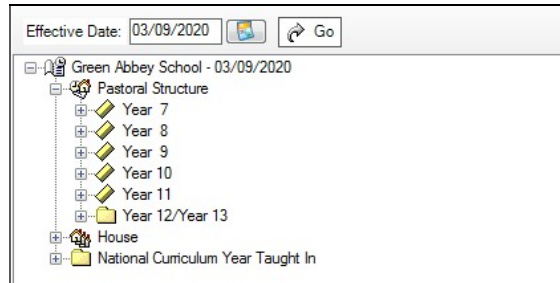 Effective Date: 03/09/2020 Go
Green Abbey School - 03/09/2020
Pastoral Structure
Year 7
Year 8
Year 9
Year 10
Year 11
Year 12/Year 13
House
National Curriculum Year Taught In